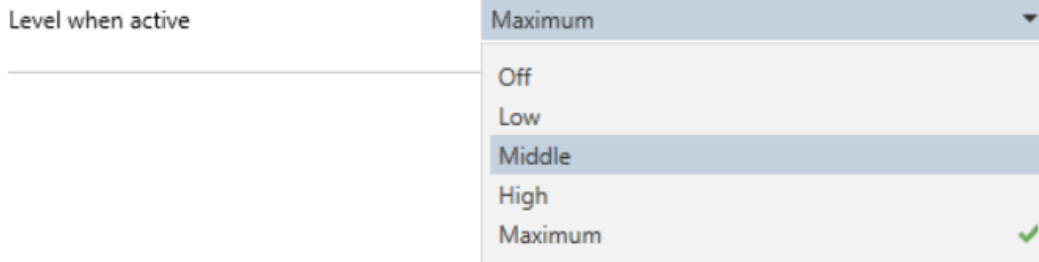 Level when active Maximum
Off
Low
Middle
High
Maximum